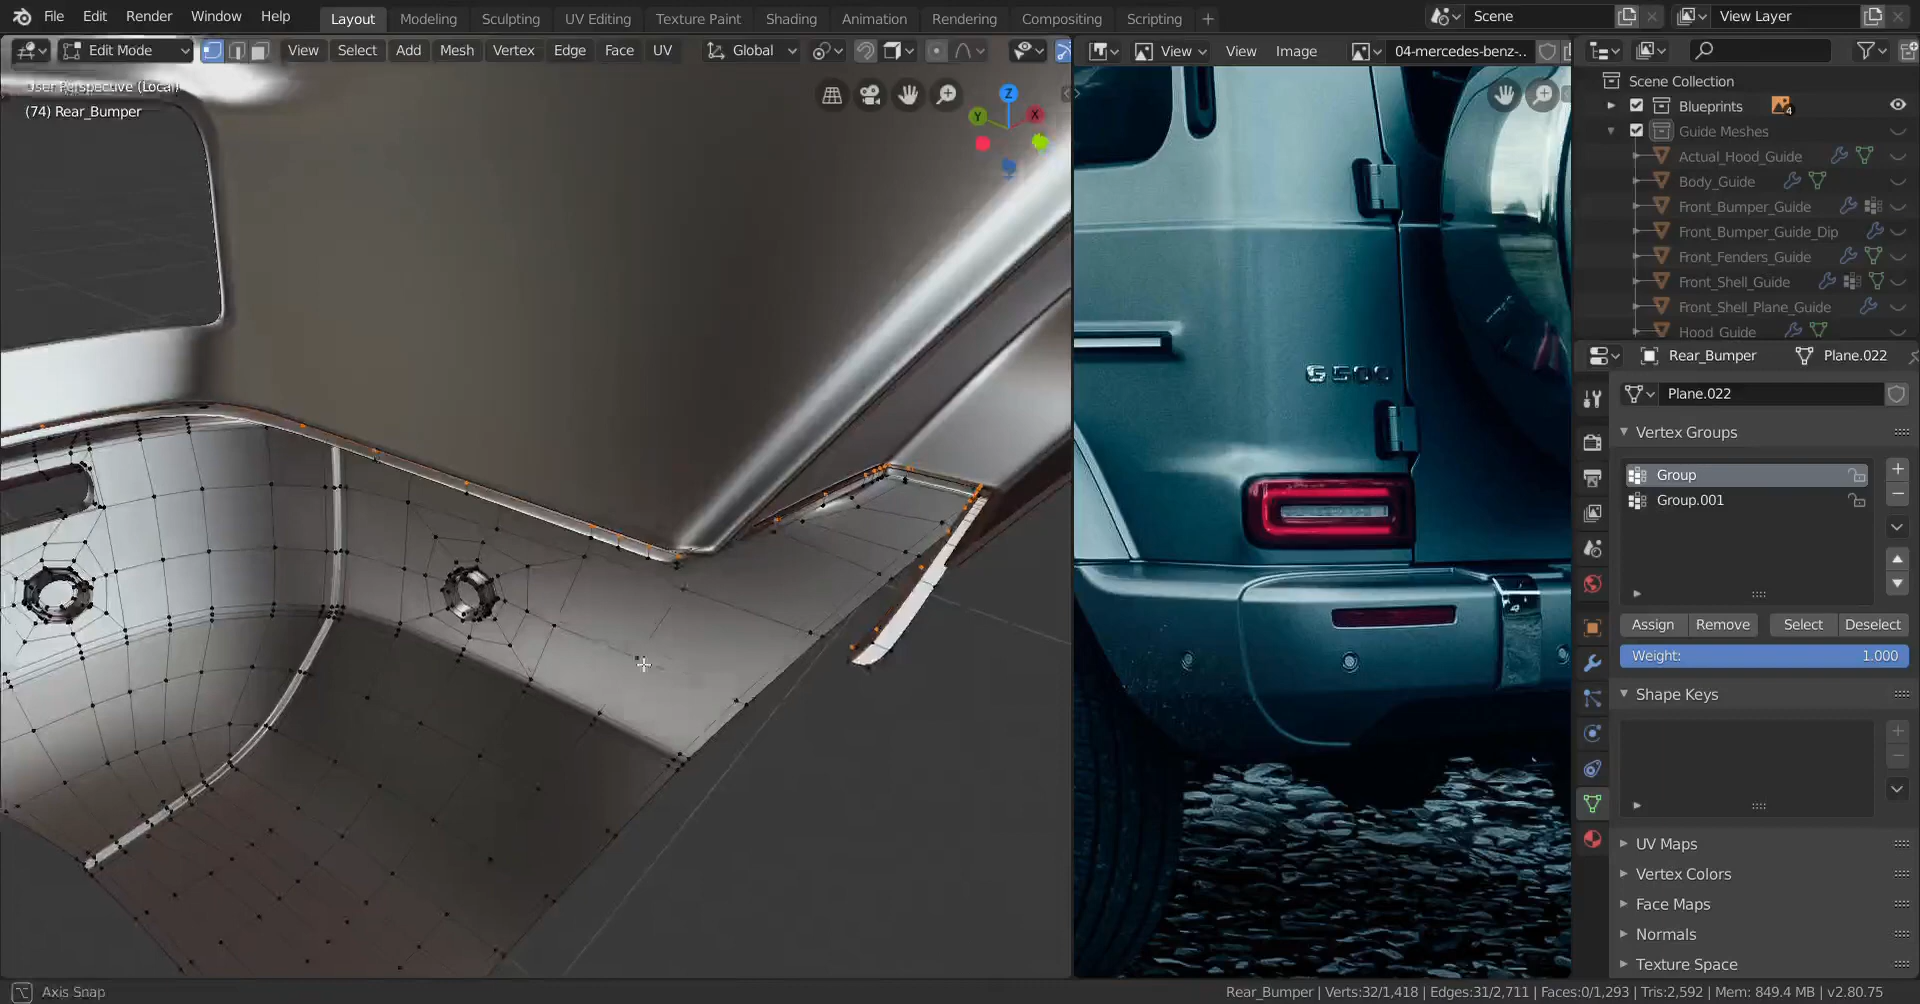 File Edit Render Window Help Layout Modeling Sculpting UV Editing Texture Paint Shading Animation Rendering Compositing Scripting + Scene View Layer
Edit Mode View Select Add Mesh Vertex Edge Face UV Global View View Image 04-mercedes-benz-..
User Perspective (Local)
(74) Rear_Bumper
Z
Y
X
G 500
Scene Collection
Blueprints 4
Guide Meshes
Actual_Hood_Guide
Body_Guide
Front_Bumper_Guide
Front_Bumper_Guide_Dip
Front_Fenders_Guide
Front_Shell_Guide
Front_Shell_Plane_Guide
Hood_Guide
Rear_Bumper Plane.022
Plane.022
Vertex Groups
Group
Group.001
Assign Remove Select Deselect
Weight: 1.000
Shape Keys
UV Maps
Vertex Colors
Face Maps
Normals
Texture Space
Axis Snap
Rear_Bumper | Verts:32/1,418 | Edges:31/2,711 | Faces:0/1,293 | Tris:2,592 | Mem: 849.4 MB | v2.80.75